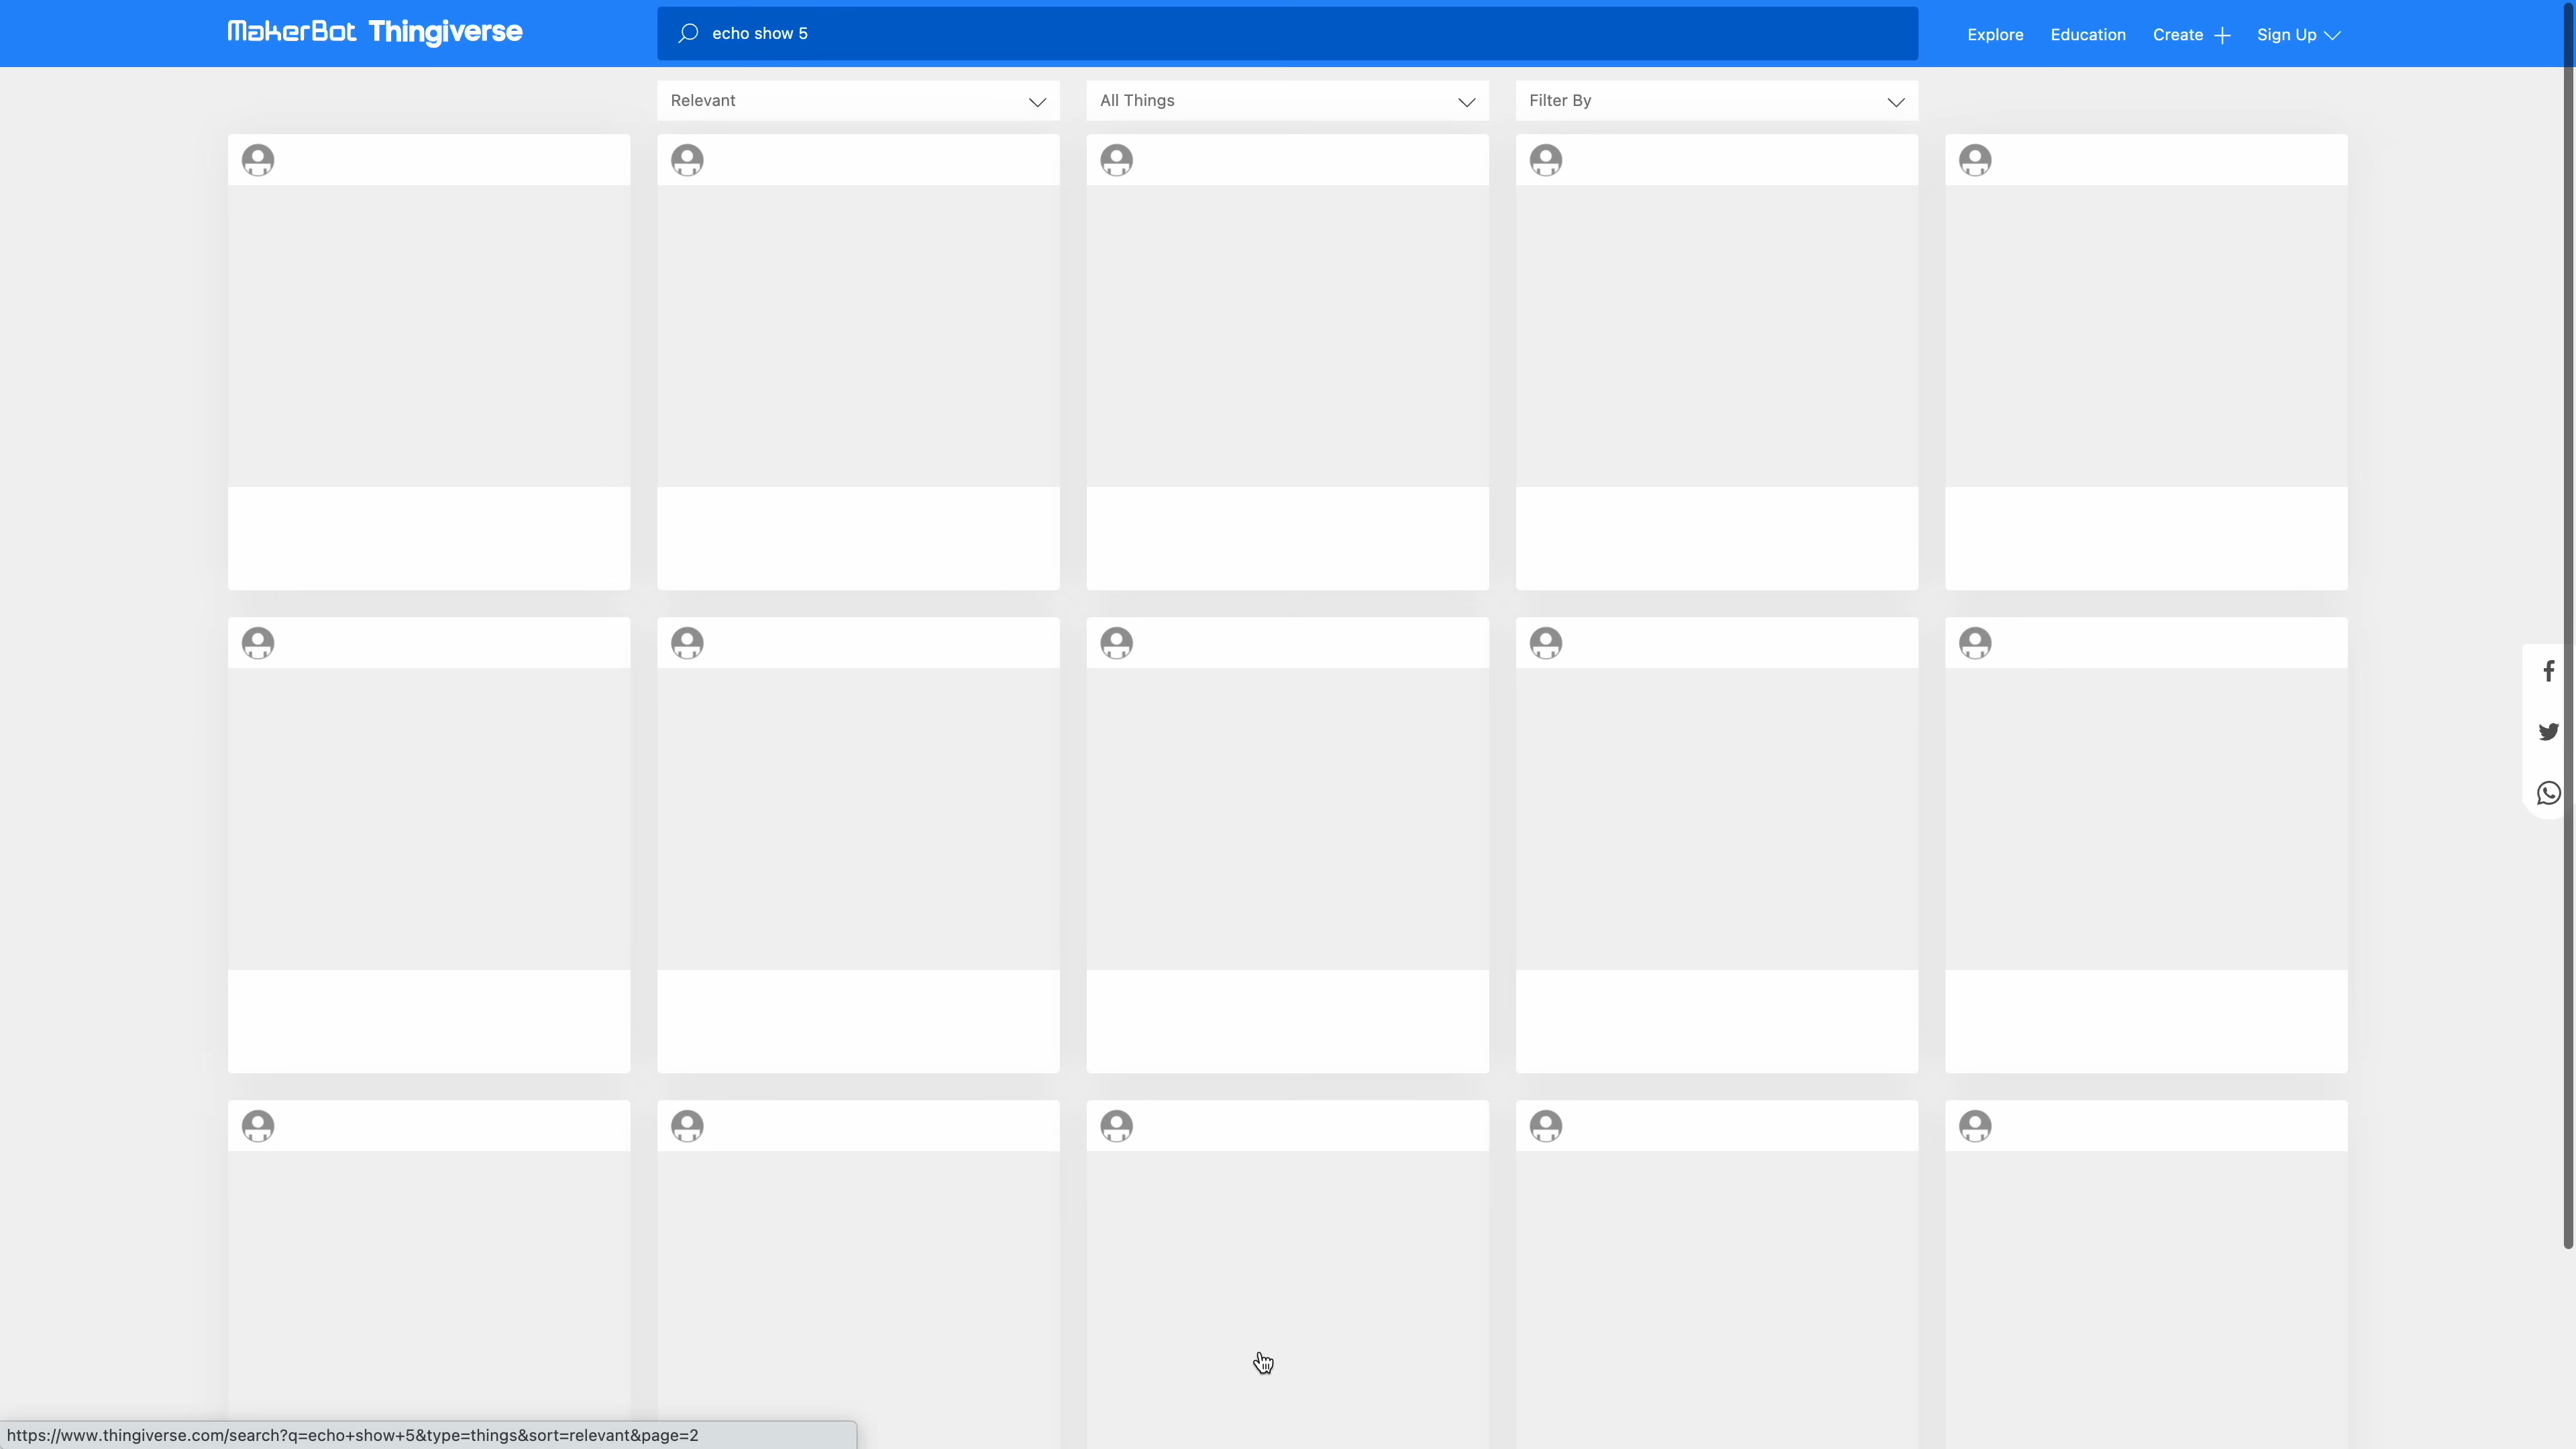 MakerBot Thingiverse
echo show 5
Explore Education Create Sign Up
Relevant All Things Filter By
https://www.thingiverse.com/search?q=echo+show+5&type=things&sort=relevant&page=2